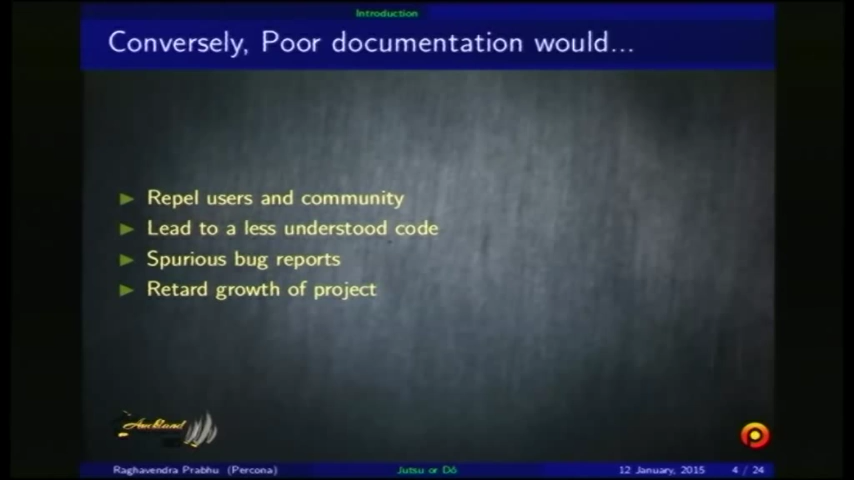 Introduction
Conversely, Poor documentation would...
Repel users and community
Lead to a less understood code
Spurious bug reports
Retard growth of project
Auckland
Raghavendra Prabhu (Percona)
Jutsu or Dō
12 January, 2015
4 / 24